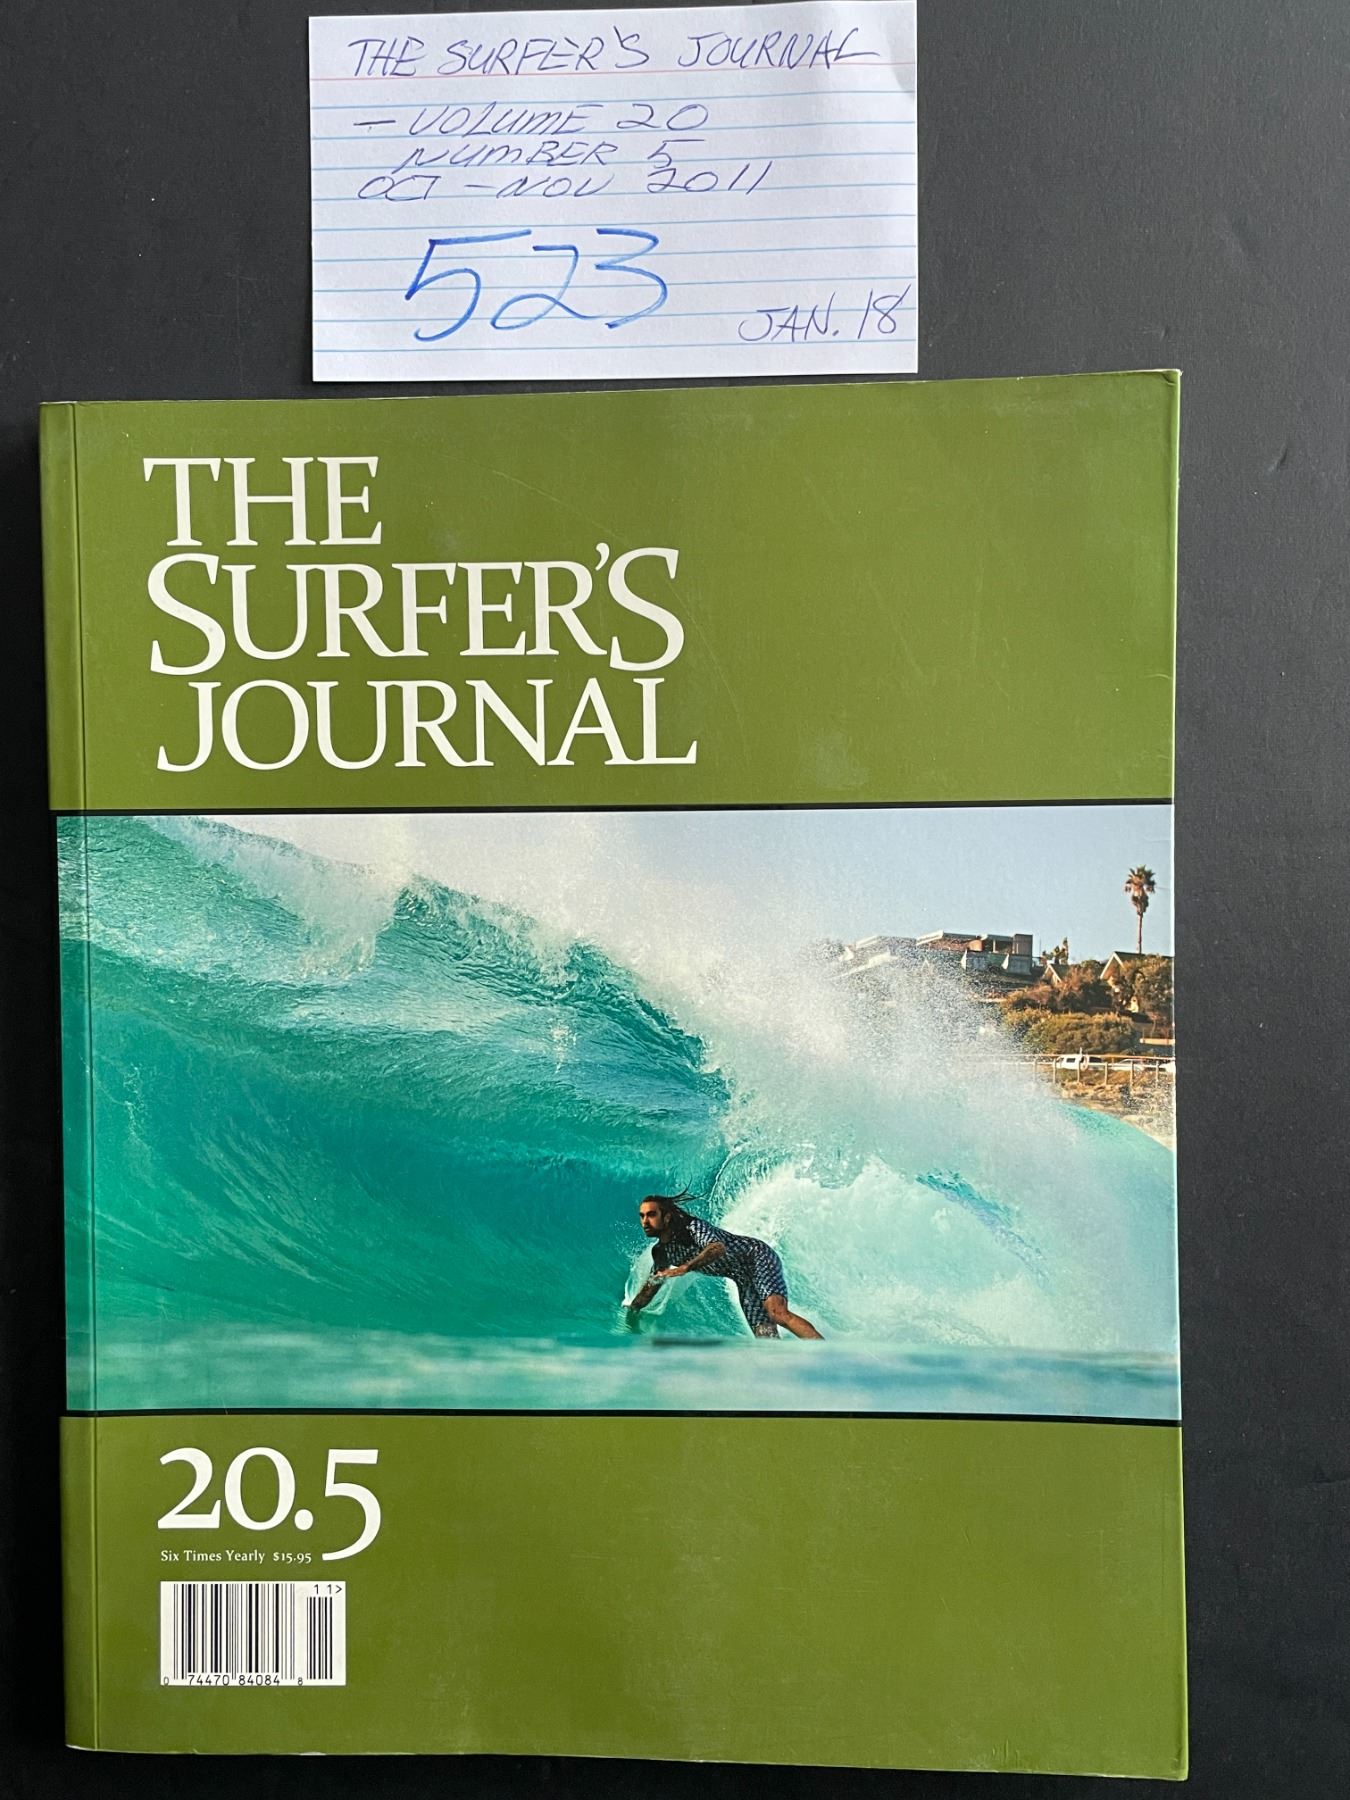 THE SURFER'S JOURNAL
- VOLUME 20
NUMBER 5
OCT - NOV 2011
523
JAN. 18
THE
SURFER'S
JOURNAL
20.5
Six Times Yearly $15.95
11>
0 74470 84084 8